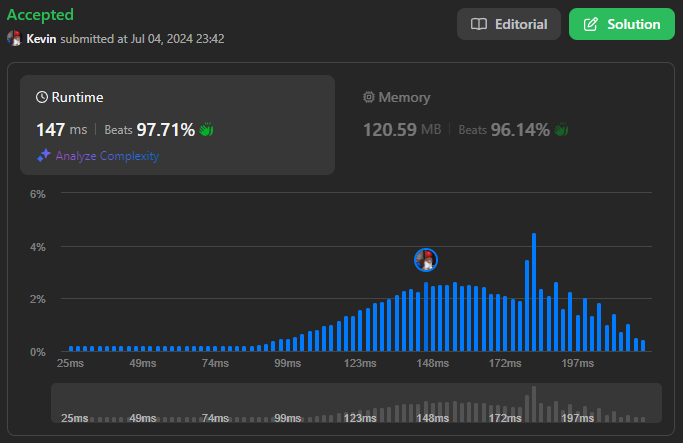 Accepted
Kevin submitted at Jul 04, 2024 23:42
Editorial
Solution
Runtime
147 ms | Beats 97.71%
Analyze Complexity
Memory
120.59 MB | Beats 96.14%
6%
4%
2%
0%
25ms 49ms 74ms 99ms 123ms 148ms 172ms 197ms
25ms 49ms 74ms 99ms 123ms 148ms 172ms 197ms